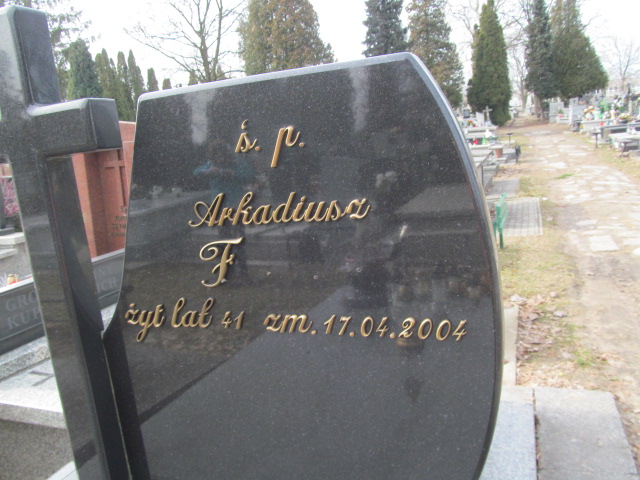 ś. p.
Arkadiusz
F
żył lat 41 zm. 17.04.2004